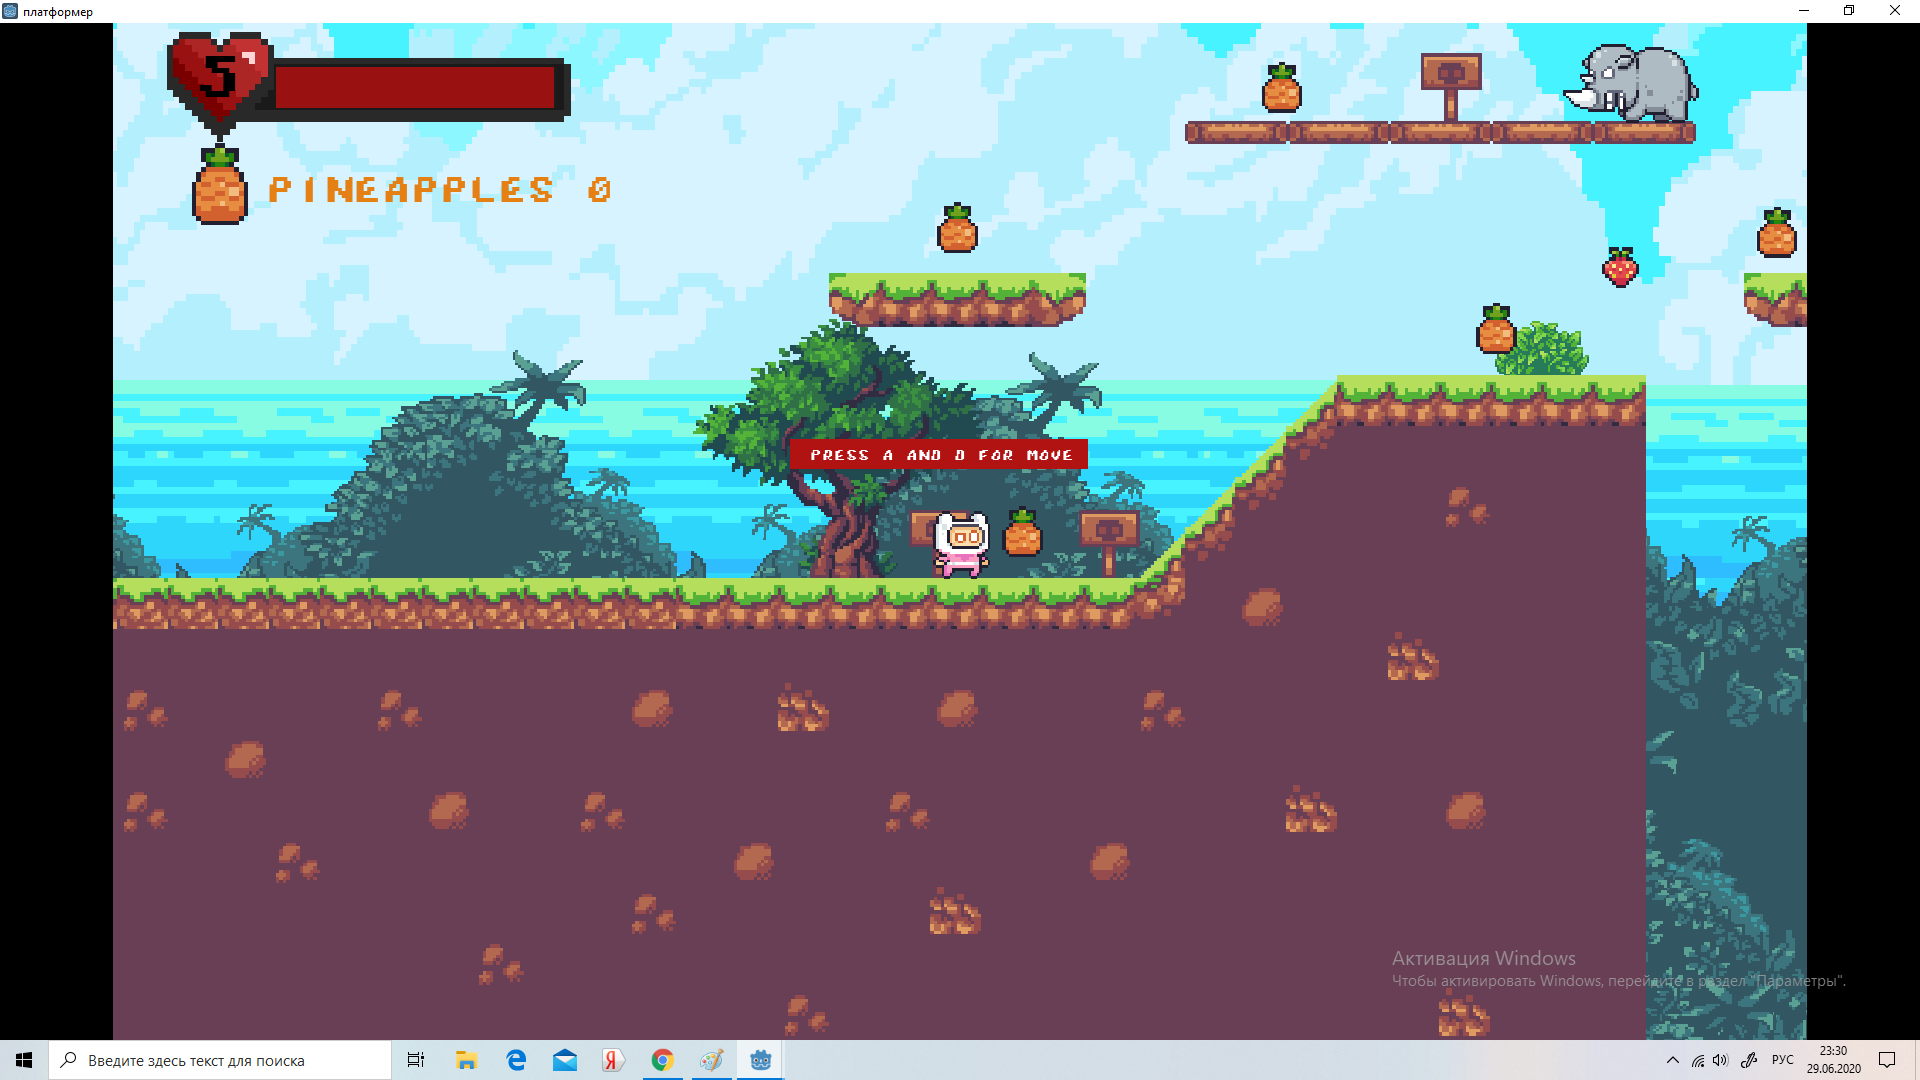 платформер
5
PINEAPPLES 0
PRESS A AND D FOR MOVE
Активация Windows
Чтобы активировать Windows, перейдите в раздел "Параметры".
Введите здесь текст для поиска
РУС
23:30
29.06.2020